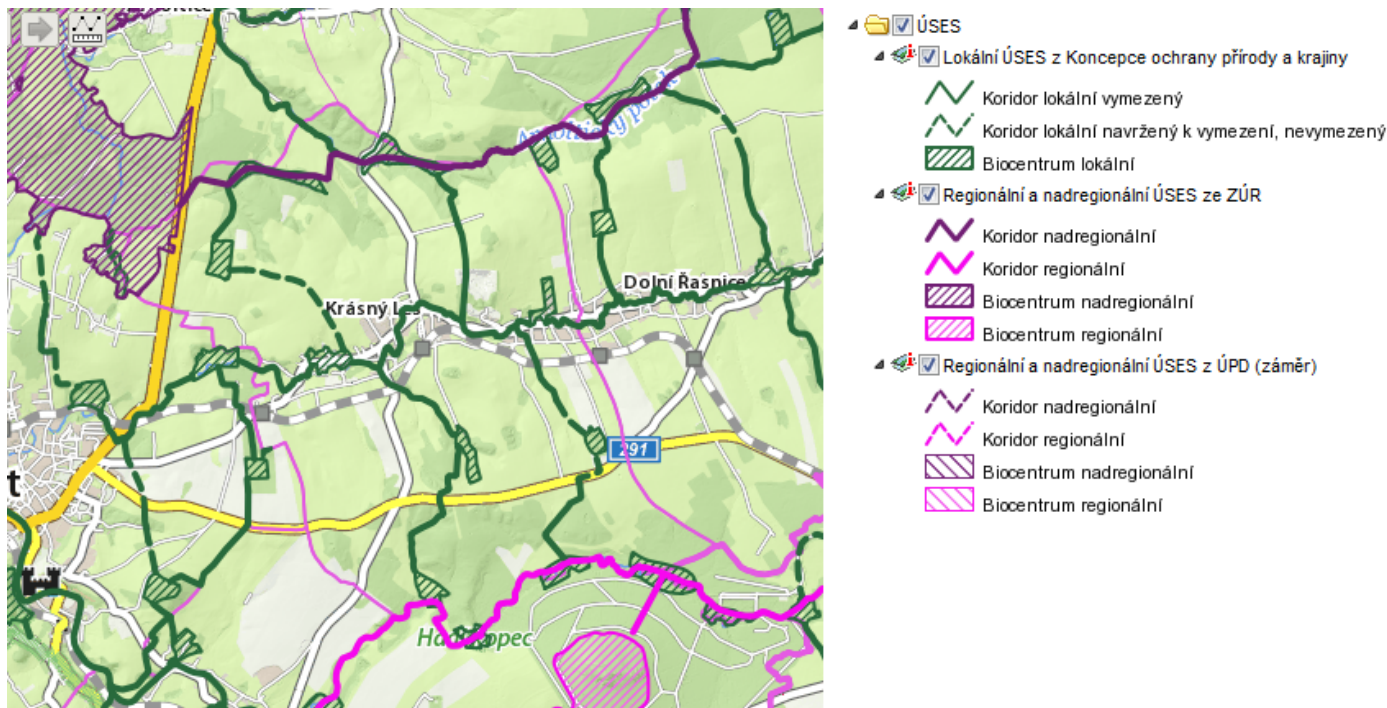 Krásný Les
Dolní Řasnice
291
t
ÚSES
Lokální ÚSES z Koncepce ochrany přírody a krajiny
Koridor lokální vymezený
Koridor lokální navržený k vymezení, nevymezený
Biocentrum lokální
Regionální a nadregionální ÚSES ze ZÚR
Koridor nadregionální
Koridor regionální
Biocentrum nadregionální
Biocentrum regionální
Regionální a nadregionální ÚSES z ÚPD (záměr)
Koridor nadregionální
Koridor regionální
Biocentrum nadregionální
Biocentrum regionální